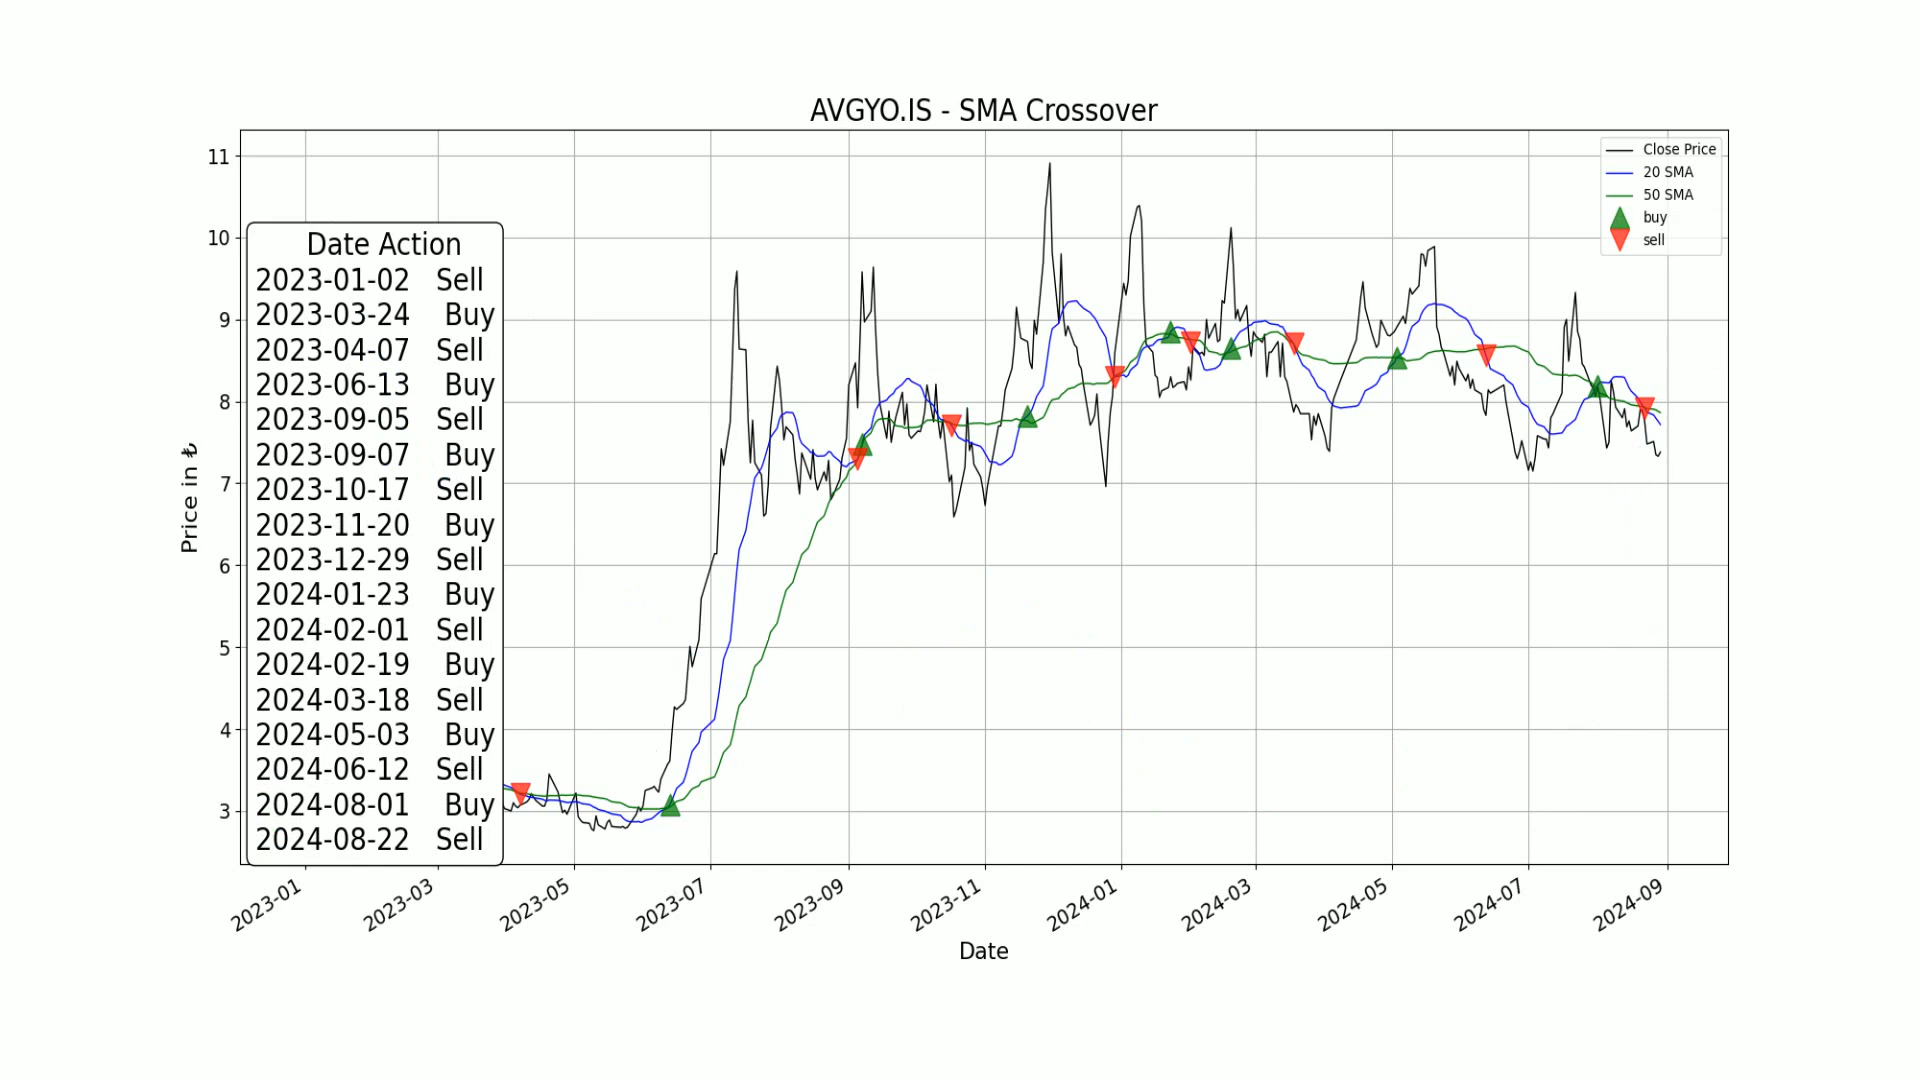 AVGYO.IS - SMA Crossover
Close Price
20 SMA
50 SMA
buy
sell
11
10
9
8
7
6
5
4
3
Price in ₺
Date Action
2023-01-02 Sell
2023-03-24 Buy
2023-04-07 Sell
2023-06-13 Buy
2023-09-05 Sell
2023-09-07 Buy
2023-10-17 Sell
2023-11-20 Buy
2023-12-29 Sell
2024-01-23 Buy
2024-02-01 Sell
2024-02-19 Buy
2024-03-18 Sell
2024-05-03 Buy
2024-06-12 Sell
2024-08-01 Buy
2024-08-22 Sell
2023-01
2023-03
2023-05
2023-07
2023-09
2023-11
2024-01
2024-03
2024-05
2024-07
2024-09
Date